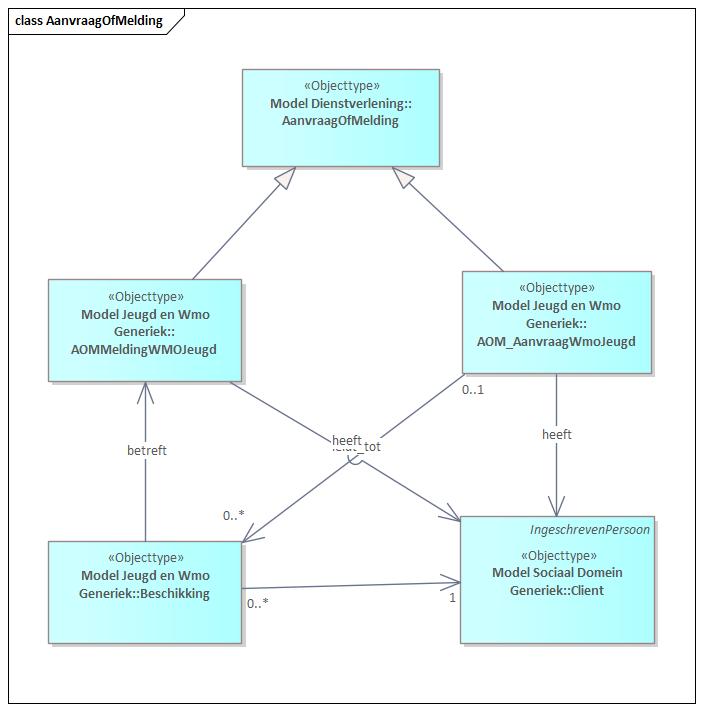 class AanvraagOfMelding
«Objecttype»
Model Dienstverlening::
AanvraagOfMelding
«Objecttype»
Model Jeugd en Wmo
Generiek::
AOMMeldingWMOJeugd
«Objecttype»
Model Jeugd en Wmo
Generiek::
AOM_AanvraagWmoJeugd
0..1
heeft
heeft
betreft
0..*
IngeschrevenPersoon
«Objecttype»
Model Sociaal Domein
Generiek::Client
«Objecttype»
Model Jeugd en Wmo
Generiek::Beschikking
0..*
1